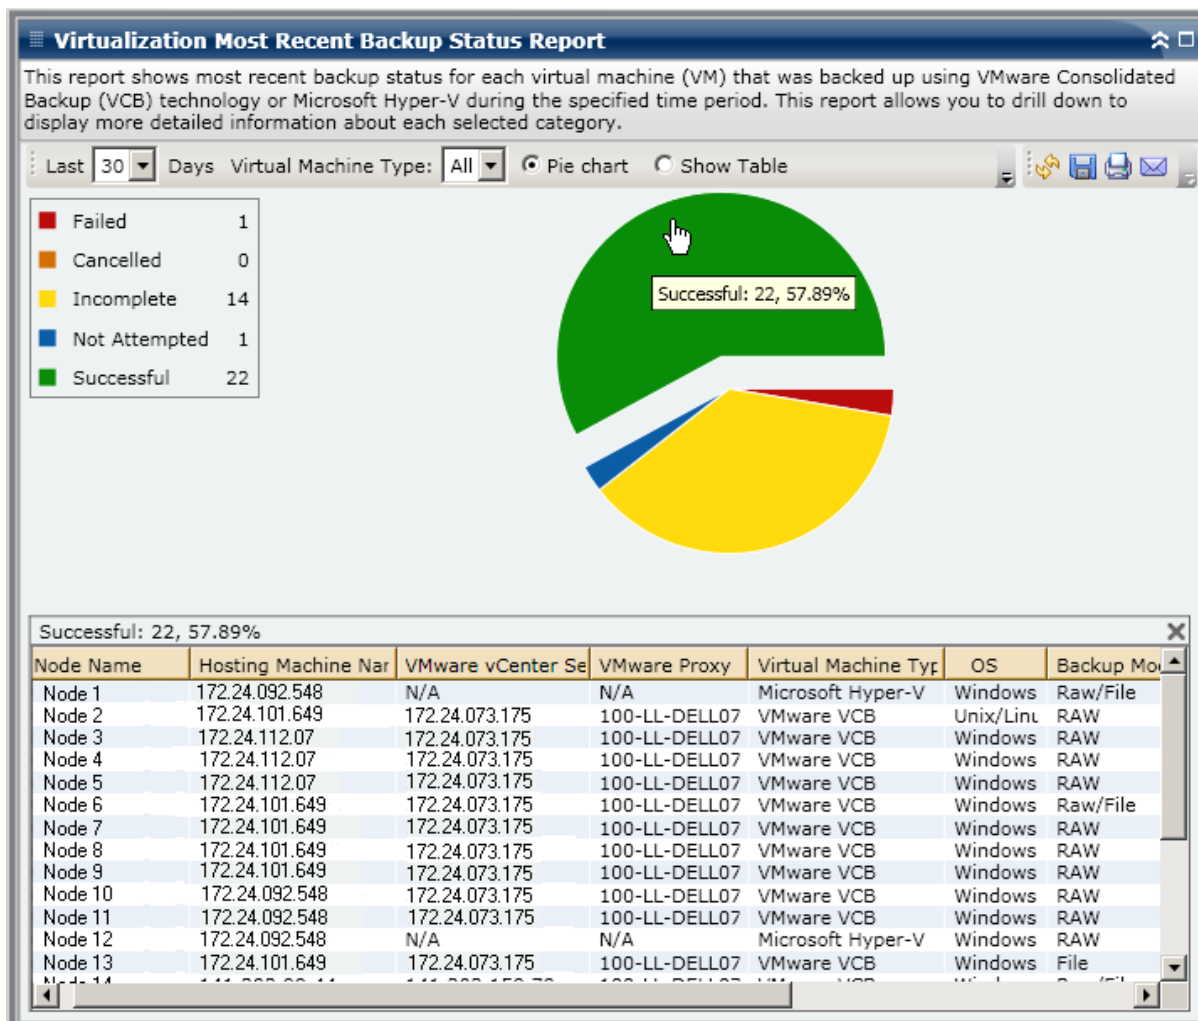 Virtualization Most Recent Backup Status Report
This report shows most recent backup status for each virtual machine (VM) that was backed up using VMware Consolidated
Backup (VCB) technology or Microsoft Hyper-V during the specified time period. This report allows you to drill down to
display more detailed information about each selected category.
Last 30 Days Virtual Machine Type: All Pie chart Show Table
Failed 1
Cancelled 0
Incomplete 14
Not Attempted 1
Successful 22
Successful: 22, 57.89%
Successful: 22, 57.89%
Node Name Hosting Machine Nar VMware vCenter Se VMware Proxy Virtual Machine Typ OS Backup Mo
Node 1 172.24.092.548 N/A N/A Microsoft Hyper-V Windows Raw/File
Node 2 172.24.101.649 172.24.073.175 100-LL-DELL07 VMware VCB Unix/Linu RAW
Node 3 172.24.112.07 172.24.073.175 100-LL-DELL07 VMware VCB Windows RAW
Node 4 172.24.112.07 172.24.073.175 100-LL-DELL07 VMware VCB Windows RAW
Node 5 172.24.112.07 172.24.073.175 100-LL-DELL07 VMware VCB Windows RAW
Node 6 172.24.101.649 172.24.073.175 100-LL-DELL07 VMware VCB Windows Raw/File
Node 7 172.24.101.649 172.24.073.175 100-LL-DELL07 VMware VCB Windows RAW
Node 8 172.24.101.649 172.24.073.175 100-LL-DELL07 VMware VCB Windows RAW
Node 9 172.24.101.649 172.24.073.175 100-LL-DELL07 VMware VCB Windows RAW
Node 10 172.24.092.548 172.24.073.175 100-LL-DELL07 VMware VCB Windows RAW
Node 11 172.24.092.548 172.24.073.175 100-LL-DELL07 VMware VCB Windows RAW
Node 12 172.24.092.548 N/A N/A Microsoft Hyper-V Windows RAW
Node 13 172.24.101.649 172.24.073.175 100-LL-DELL07 VMware VCB Windows File